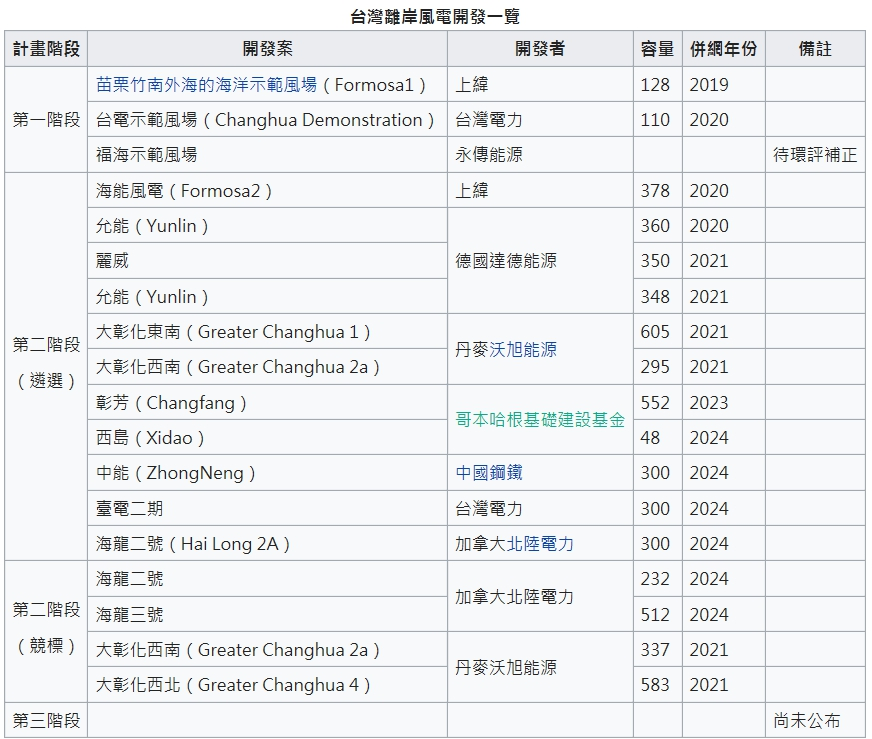 台灣離岸風電開發一覽
計畫階段 開發案 開發者 容量 併網年份 備註
第一階段 苗栗竹南外海的海洋示範風場（Formosa1） 上緯 128 2019
台電示範風場（Changhua Demonstration） 台灣電力 110 2020
福海示範風場 永傳能源 待環評補正
第二階段（遴選） 海能風電（Formosa2） 上緯 378 2020
允能（Yunlin） 德國達德能源 360 2020
麗威 350 2021
允能（Yunlin） 348 2021
大彰化東南（Greater Changhua 1） 丹麥沃旭能源 605 2021
大彰化西南（Greater Changhua 2a） 295 2021
彰芳（Changfang） 哥本哈根基礎建設基金 552 2023
西島（Xidao） 48 2024
中能（ZhongNeng） 中國鋼鐵 300 2024
臺電二期 台灣電力 300 2024
海龍二號（Hai Long 2A） 加拿大北陸電力 300 2024
第二階段（競標） 海龍二號 加拿大北陸電力 232 2024
海龍三號 512 2024
大彰化西南（Greater Changhua 2a） 丹麥沃旭能源 337 2021
大彰化西北（Greater Changhua 4） 583 2021
第三階段 尚未公布